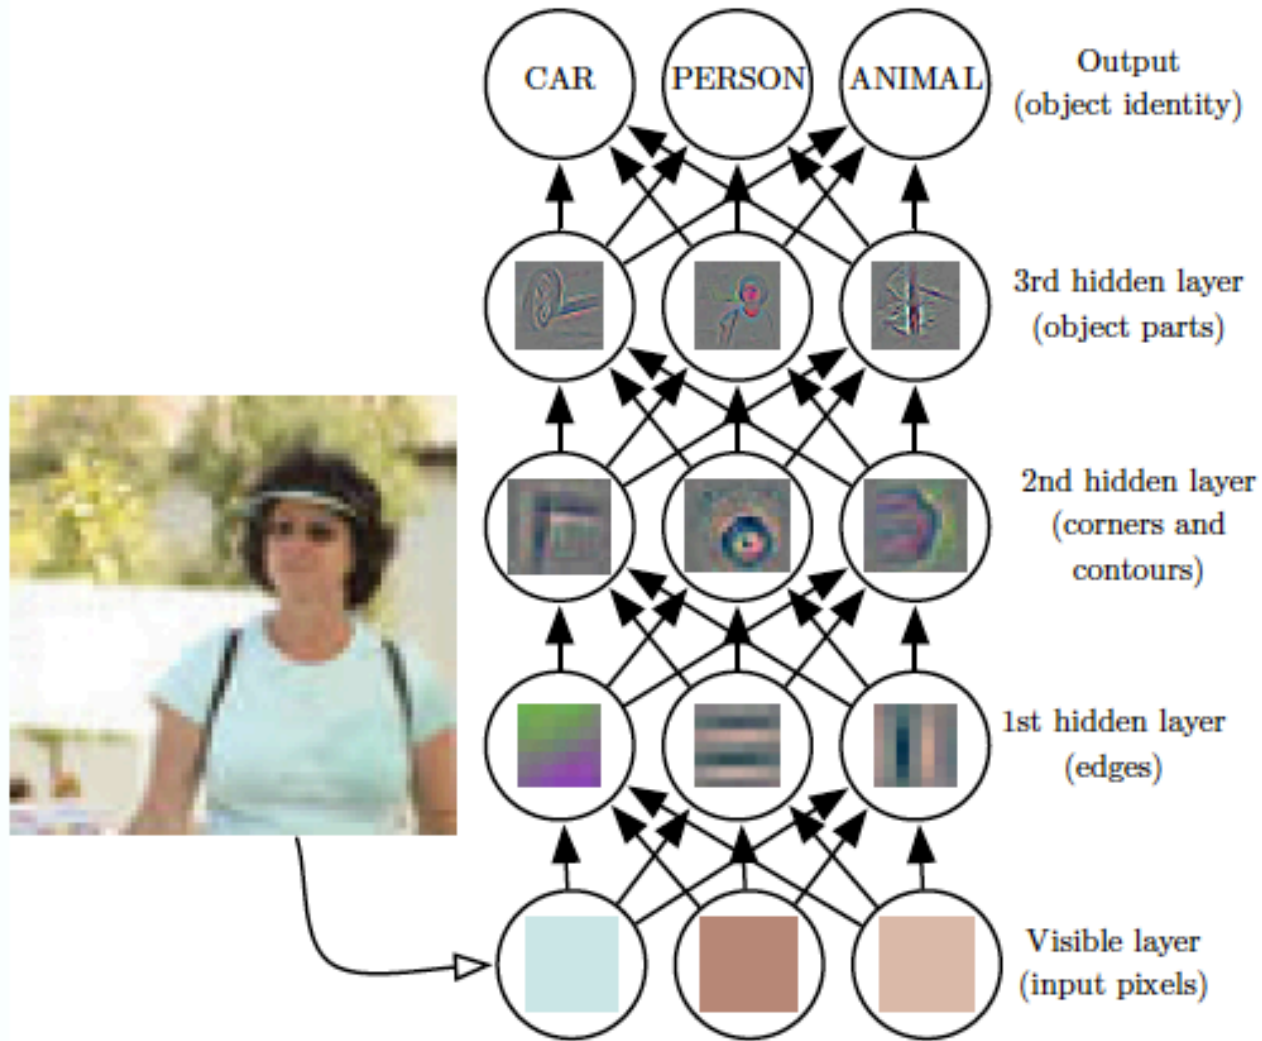 CAR
PERSON
ANIMAL
Output
(object identity)
3rd hidden layer
(object parts)
2nd hidden layer
(corners and
contours)
1st hidden layer
(edges)
Visible layer
(input pixels)